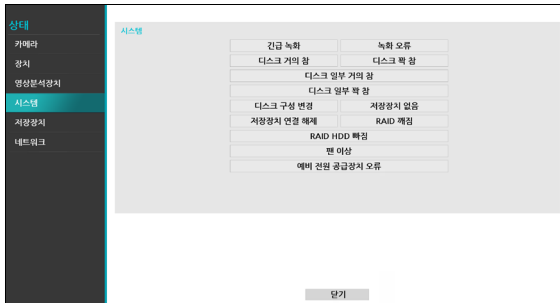 상태
카메라
장치
영상분석장치
시스템
저장장치
네트워크
시스템
긴급 녹화 녹화 오류
디스크 거의 참 디스크 꽉 참
디스크 일부 거의 참
디스크 일부 꽉 참
디스크 구성 변경 저장장치 없음
저장장치 연결 해제 RAID 깨짐
RAID HDD 빠짐
팬 이상
예비 전원 공급장치 오류
닫기